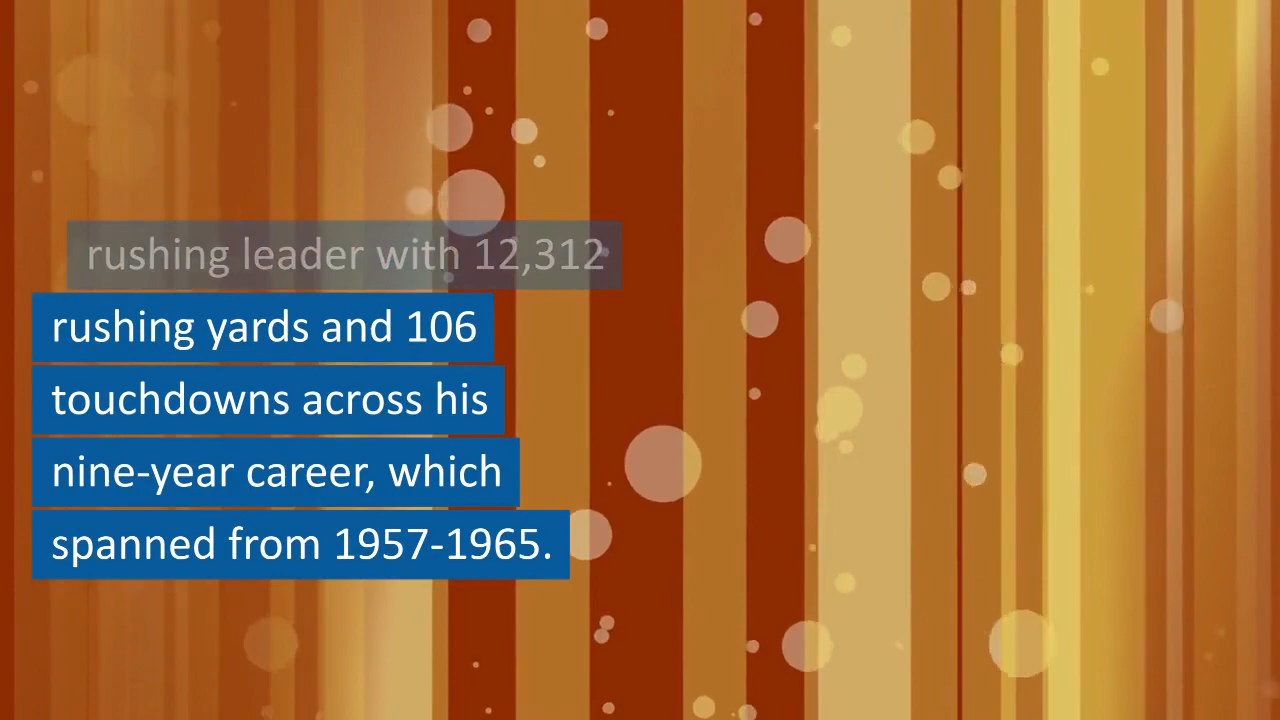 rushing leader with 12,312
rushing yards and 106
touchdowns across his
nine-year career, which
spanned from 1957-1965.